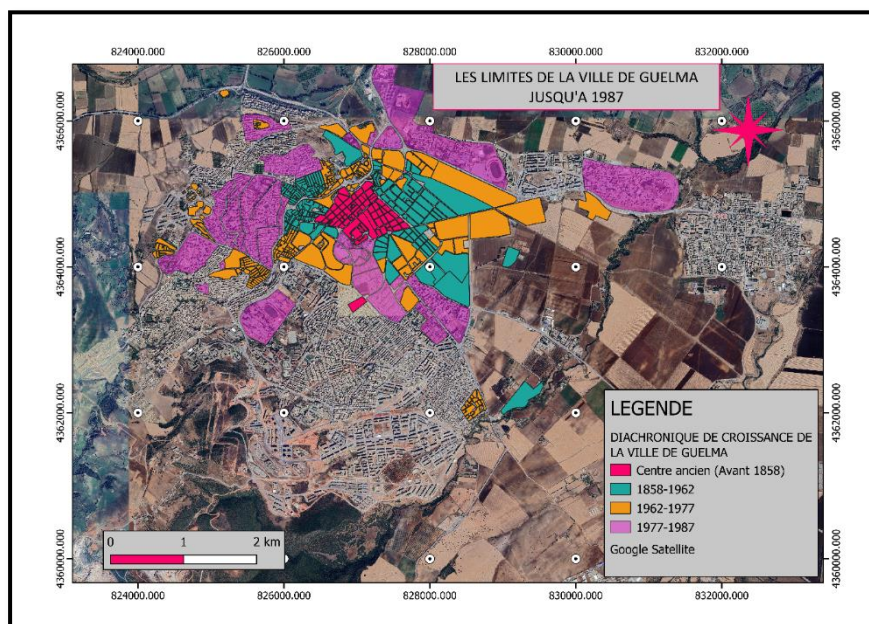 824000.000 826000.000 828000.000 830000.000 832000.000
LES LIMITES DE LA VILLE DE GUELMA
JUSQU'A 1987
4366000.000 4366000.000
4364000.000 4364000.000
4362000.000 4362000.000
4360000.000 4360000.000
LEGENDE
DIACHRONIQUE DE CROISSANCE DE
LA VILLE DE GUELMA
Centre ancien (Avant 1858)
1858-1962
1962-1977
1977-1987
Google Satellite
0 1 2 km
824000.000 826000.000 828000.000 830000.000 832000.000